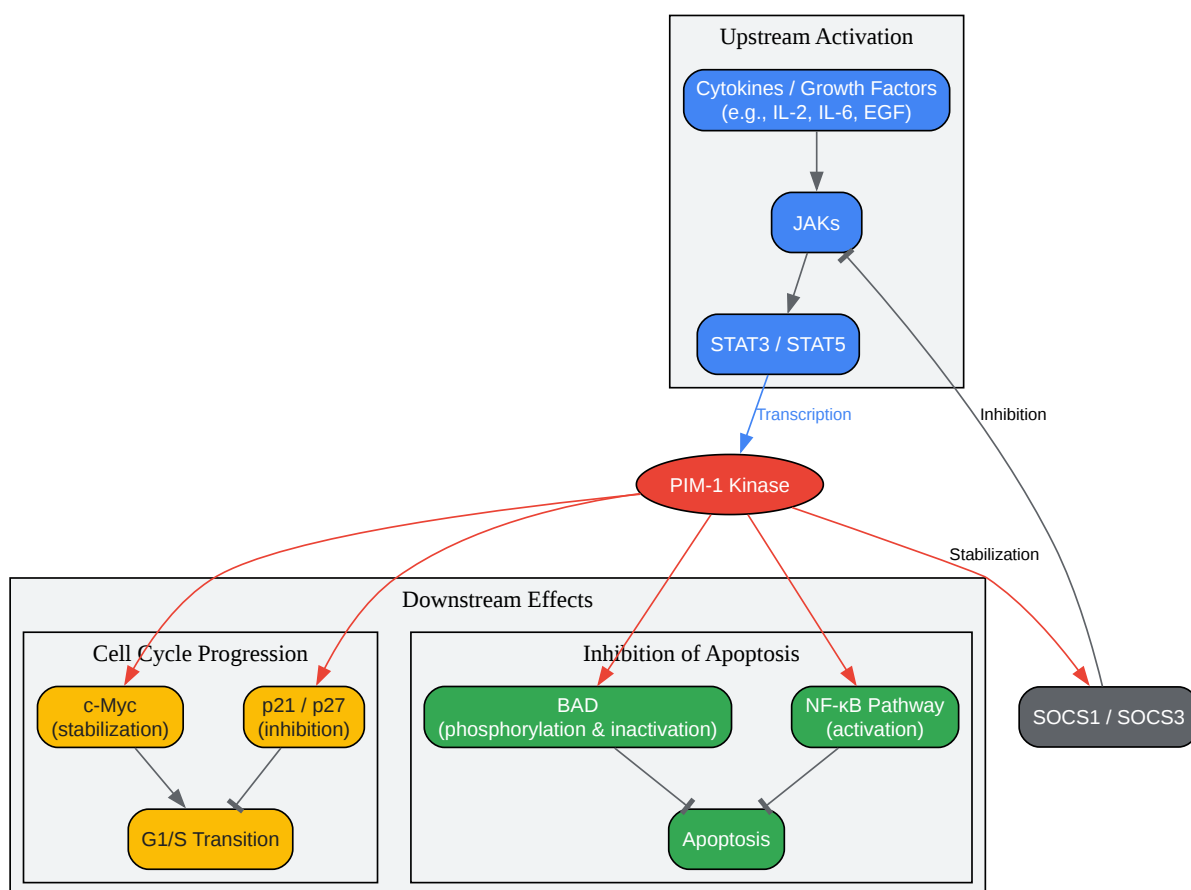 Upstream Activation
Cytokines / Growth Factors
(e.g., IL-2, IL-6, EGF)
JAKs
STAT3 / STAT5
Transcription
Inhibition
PIM-1 Kinase
Stabilization
Downstream Effects
Cell Cycle Progression
Inhibition of Apoptosis
c-Myc
(stabilization)
p21 / p27
(inhibition)
BAD
(phosphorylation & inactivation)
NF-κB Pathway
(activation)
SOCS1 / SOCS3
G1/S Transition
Apoptosis